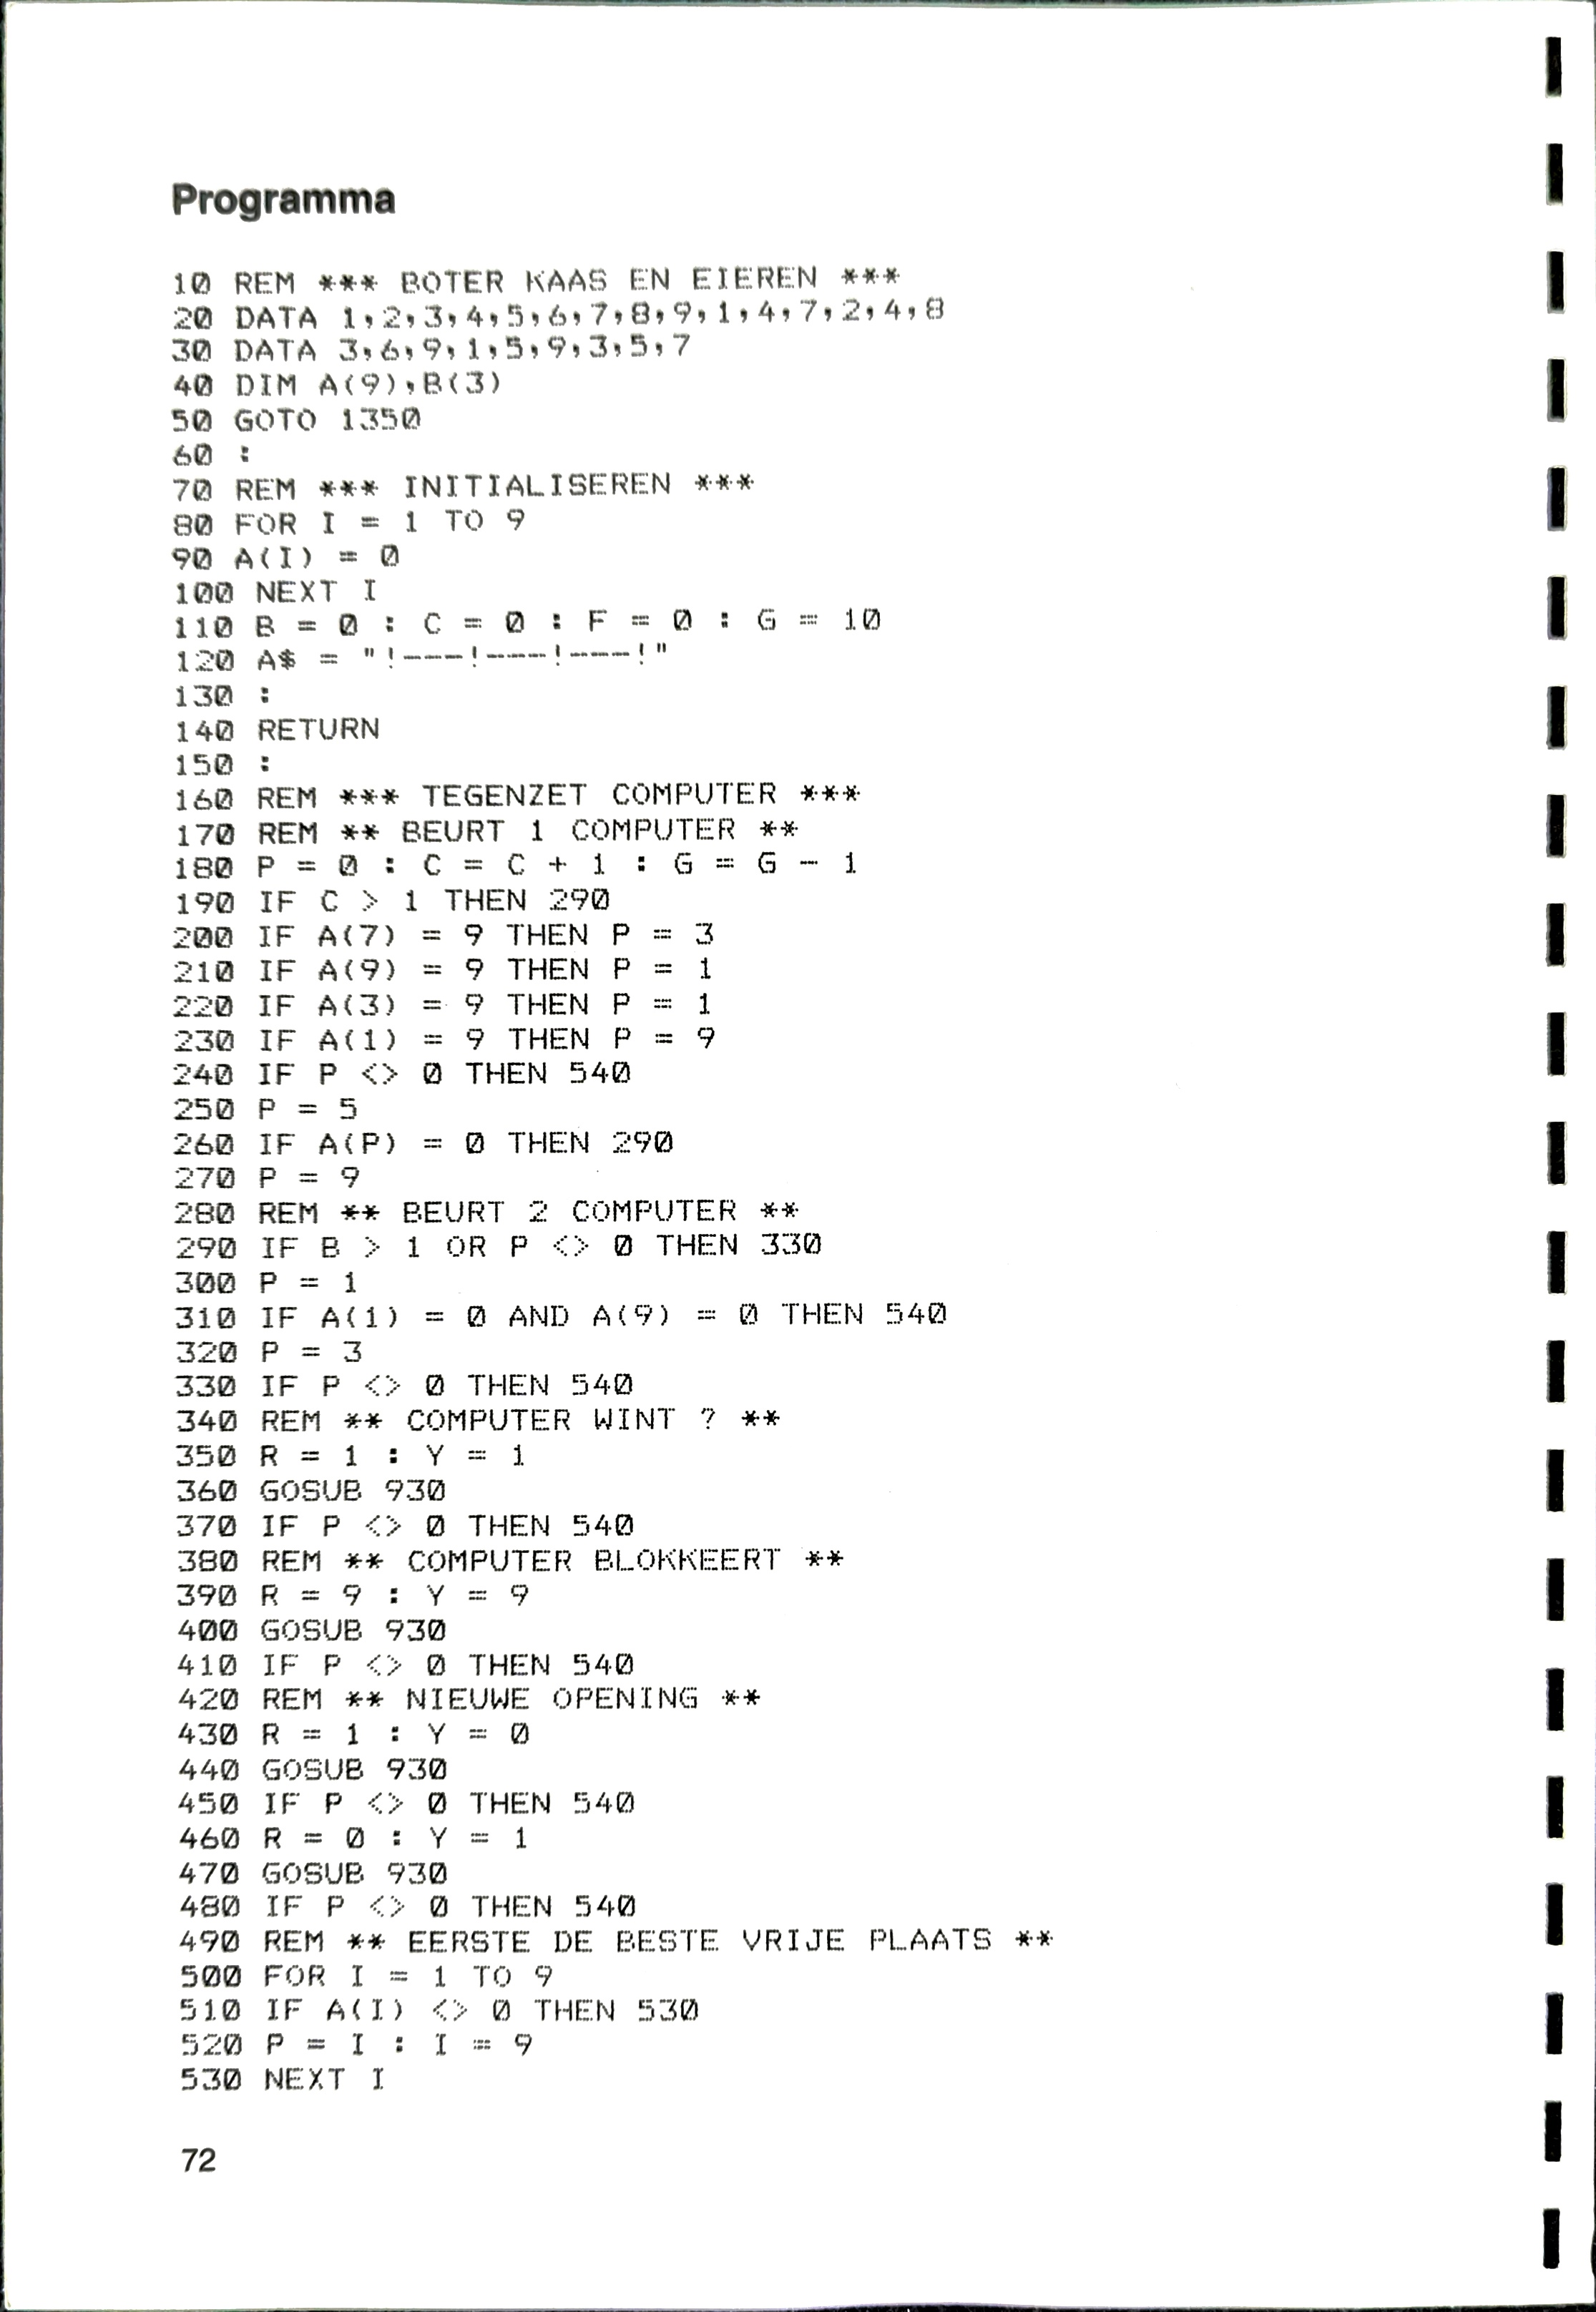 Programma
10 REM *** BOTER KAAS EN EIEREN ***
20 DATA 1,2,3,4,5,6,7,8,9,1,4,7,2,4,8
30 DATA 3,6,9,1,5,9,3,5,7
40 DIM A(9),B(3)
50 GOTO 1350
60 :
70 REM *** INITIALISEREN ***
80 FOR I = 1 TO 9
90 A(I) = 0
100 NEXT I
110 B = 0 : C = 0 : F = 0 : G = 10
120 A$ = "!---!---!---!"
130 :
140 RETURN
150 :
160 REM *** TEGENZET COMPUTER ***
170 REM ** BEURT 1 COMPUTER **
180 P = 0 : C = C + 1 : G = G - 1
190 IF C > 1 THEN 290
200 IF A(7) = 9 THEN P = 3
210 IF A(9) = 9 THEN P = 1
220 IF A(3) = 9 THEN P = 1
230 IF A(1) = 9 THEN P = 9
240 IF P <> 0 THEN 540
250 P = 5
260 IF A(P) = 0 THEN 290
270 P = 9
280 REM ** BEURT 2 COMPUTER **
290 IF B > 1 OR P <> 0 THEN 330
300 P = 1
310 IF A(1) = 0 AND A(9) = 0 THEN 540
320 P = 3
330 IF P <> 0 THEN 540
340 REM ** COMPUTER WINT ? **
350 R = 1 : Y = 1
360 GOSUB 930
370 IF P <> 0 THEN 540
380 REM ** COMPUTER BLOKKEERT **
390 R = 9 : Y = 9
400 GOSUB 930
410 IF P <> 0 THEN 540
420 REM ** NIEUWE OPENING **
430 R = 1 : Y = 0
440 GOSUB 930
450 IF P <> 0 THEN 540
460 R = 0 : Y = 1
470 GOSUB 930
480 IF P <> 0 THEN 540
490 REM ** EERSTE DE BESTE VRIJE PLAATS **
500 FOR I = 1 TO 9
510 IF A(I) <> 0 THEN 530
520 P = I : I = 9
530 NEXT I
72